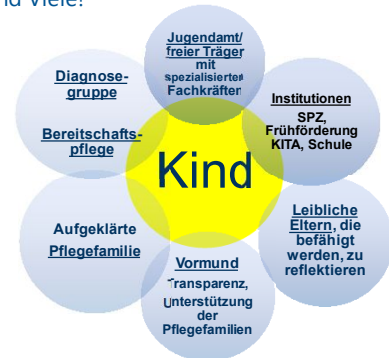 nd viele!
Jugendamt/
freier Träger
mit
spezialisierten
Fachkräften
Diagnose-
gruppe
Bereitschafts-
pflege
Institutionen
SPZ,
Frühförderung
KITA, Schule
Kind
Aufgeklärte
Pflegefamilie
Leibliche
Eltern, die
befähigt
werden, zu
reflektieren
Vormund
Transparenz,
Unterstützung
der
Pflegefamilien